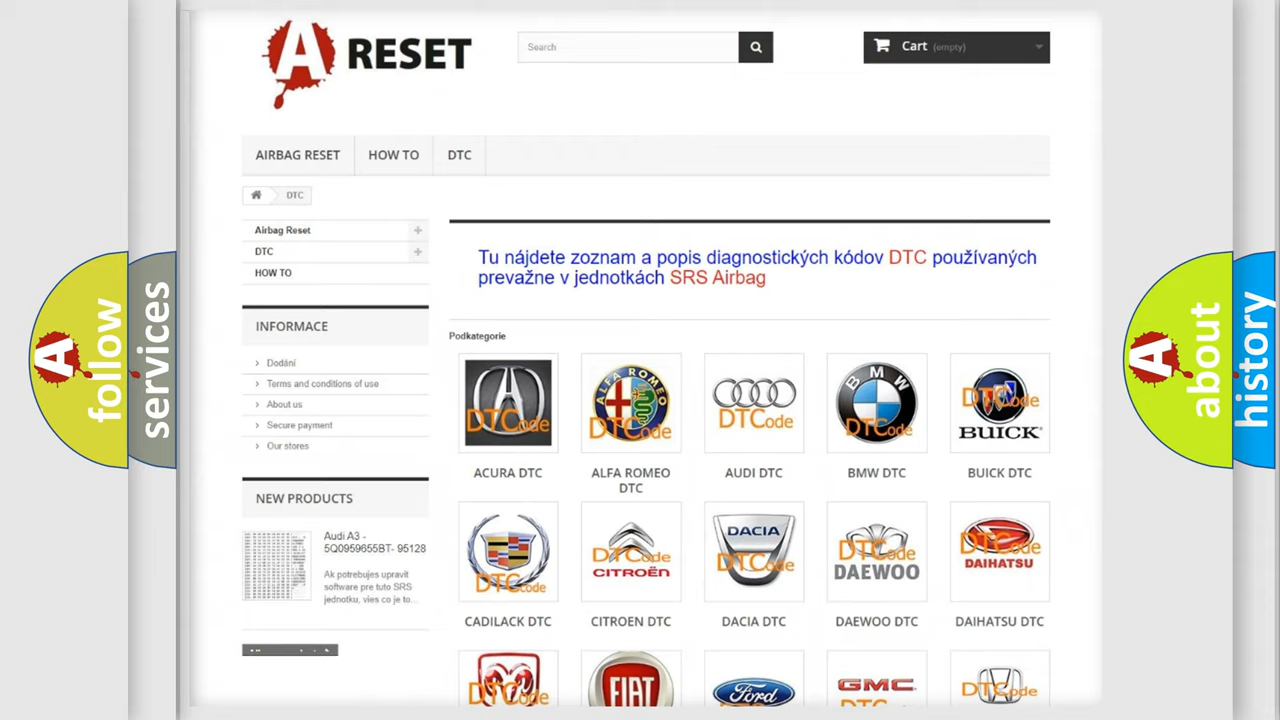 A RESET
Search
Cart (empty)
AIRBAG RESET
HOW TO
DTC
DTC
Airbag Reset
DTC
HOW TO
Tu nájdete zoznam a popis diagnostických kódov DTC používaných
prevažne v jednotkách SRS Airbag
INFORMACE
Dodání
Terms and conditions of use
About us
Secure payment
Our stores
NEW PRODUCTS
Audi A3 -
5Q0959655BT- 95128
Ak potrebujes upravit
software pre tuto SRS
jednotku, vies co je to...
Podkategorie
DTCode
ALFA ROMEO
DTCode
DTCode
BMW
DTCode
DTCode
BUICK
ACURA DTC
ALFA ROMEO
DTC
AUDI DTC
BMW DTC
BUICK DTC
DTCode
DTCode
CITROËN
DACIA
DTCode
DTCode
DAEWOO
DTCode
DAIHATSU
CADILACK DTC
CITROEN DTC
DACIA DTC
DAEWOO DTC
DAIHATSU DTC
DTCode
FIAT
Ford
GMC
DTCode
A follow
services
A about
history